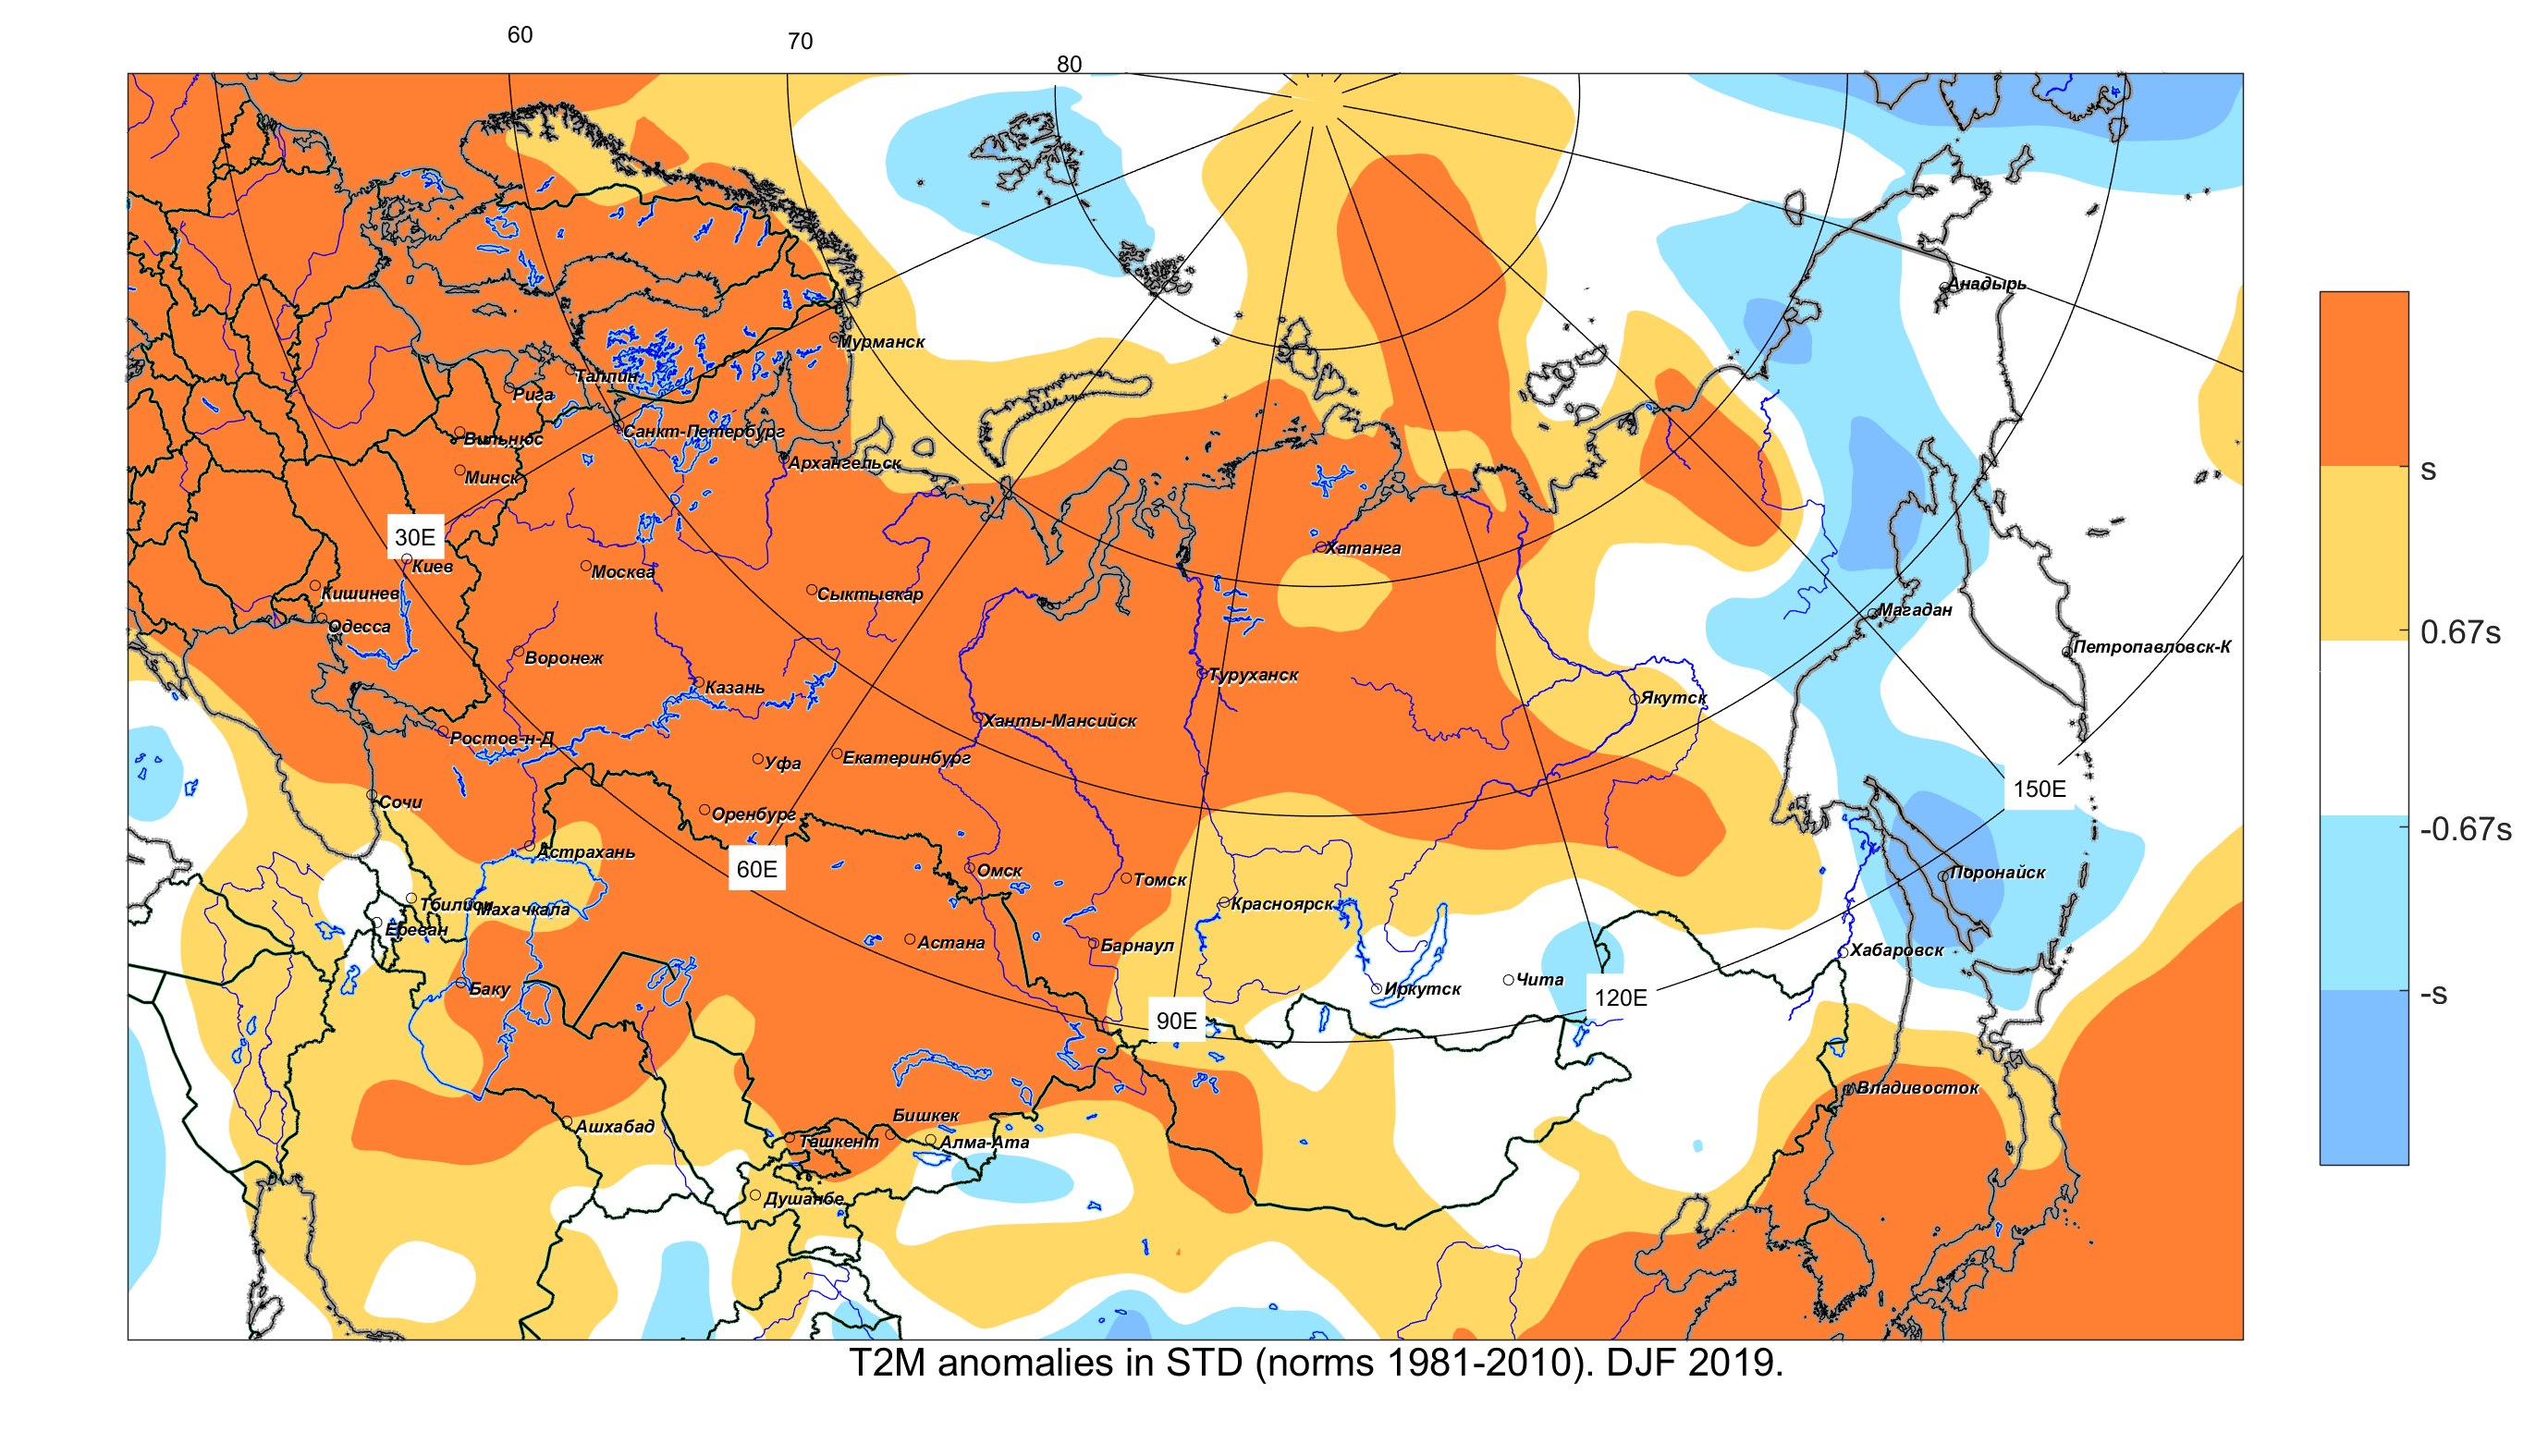 60
70
80
Анадырь
Мурманск
Таллин
Рига
Санкт-Петербург
Вильнюс
Архангельск
Минск
s
30E
Хатанга
Киев
Москва
Кишинев
Сыктывкар
Магадан
Одесса
0.67s
Петропавловск-К
Воронеж
Туруханск
Казань
Якутск
Ханты-Мансийск
Ростов-н-Д
Екатеринбург
Уфа
150E
Сочи
Оренбург
-0.67s
Астрахань
60E
Омск
Поронайск
Томск
Тбилиси
Махачкала
Красноярск
Ереван
Астана
Барнаул
Хабаровск
Чита
Баку
Иркутск
-s
120E
90E
Владивосток
Бишкек
Ашхабад
Ташкент
Алма-Ата
Душанбе
T2M anomalies in STD (norms 1981-2010). DJF 2019.